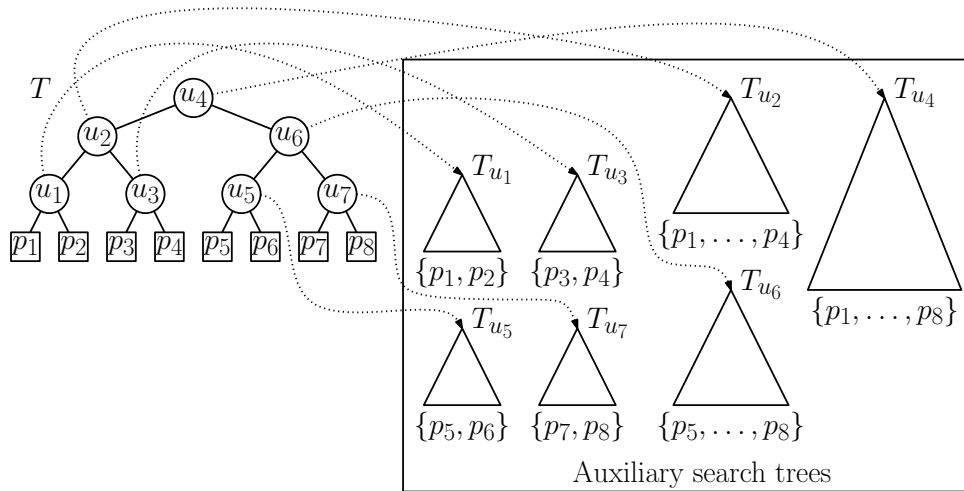 T
u₄
u₂ u₆
u₁ u₃ u₅ u₇
p₁ p₂ p₃ p₄ p₅ p₆ p₇ p₈
T_{u₂} T_{u₄}
T_{u₁} T_{u₃}
{p₁, . . . , p₄}
{p₁, p₂} {p₃, p₄}
T_{u₆}
{p₁, . . . , p₈}
T_{u₅} T_{u₇}
{p₅, p₆} {p₇, p₈} {p₅, . . . , p₈}
Auxiliary search trees